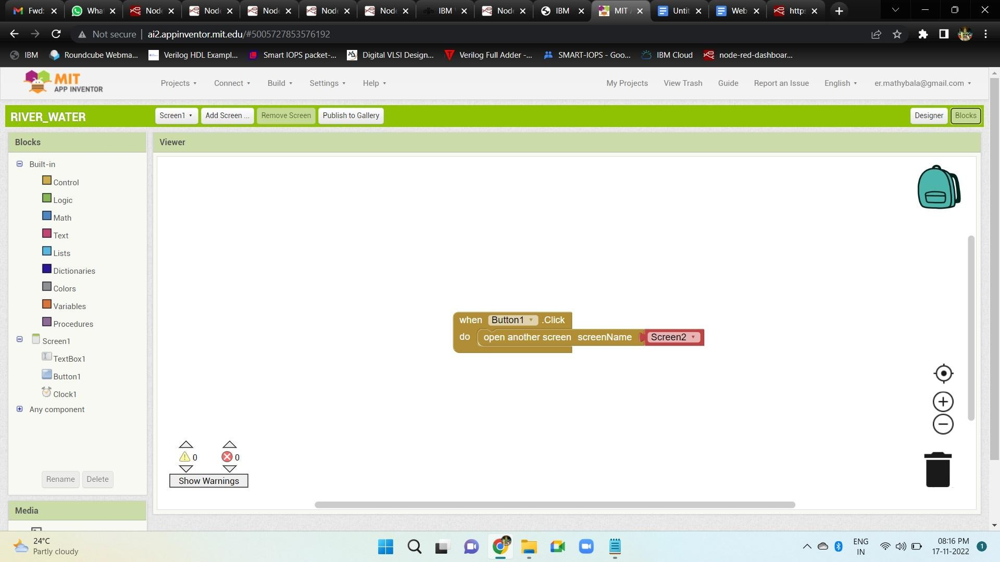 Fwd: What Node Node Node Node Node IBM Node IBM MIT Untit Web https
Not secure ai2.appinventor.mit.edu/#5005727853576192
IBM Roundcube Webma... Verilog HDL Exampl... Smart IOPS packet-... Digital VLSI Design... Verilog Full Adder -... SMART-IOPS - Goo... IBM Cloud node-red-dashboar...
MIT
APP INVENTOR
Projects Connect Build Settings Help My Projects View Trash Guide Report an Issue English er.mathybala@gmail.com
RIVER_WATER Screen1 Add Screen ... Remove Screen Publish to Gallery Designer Blocks
Blocks
Viewer
Built-in
Control
Logic
Math
Text
Lists
Dictionaries
Colors
Variables
Procedures
Screen1
TextBox1
Button1
Clock1
Any component
Rename Delete
Media
when Button1 .Click
do open another screen screenName Screen2
0 0
Show Warnings
24°C
Partly cloudy
ENG
IN
08:16 PM
17-11-2022
1